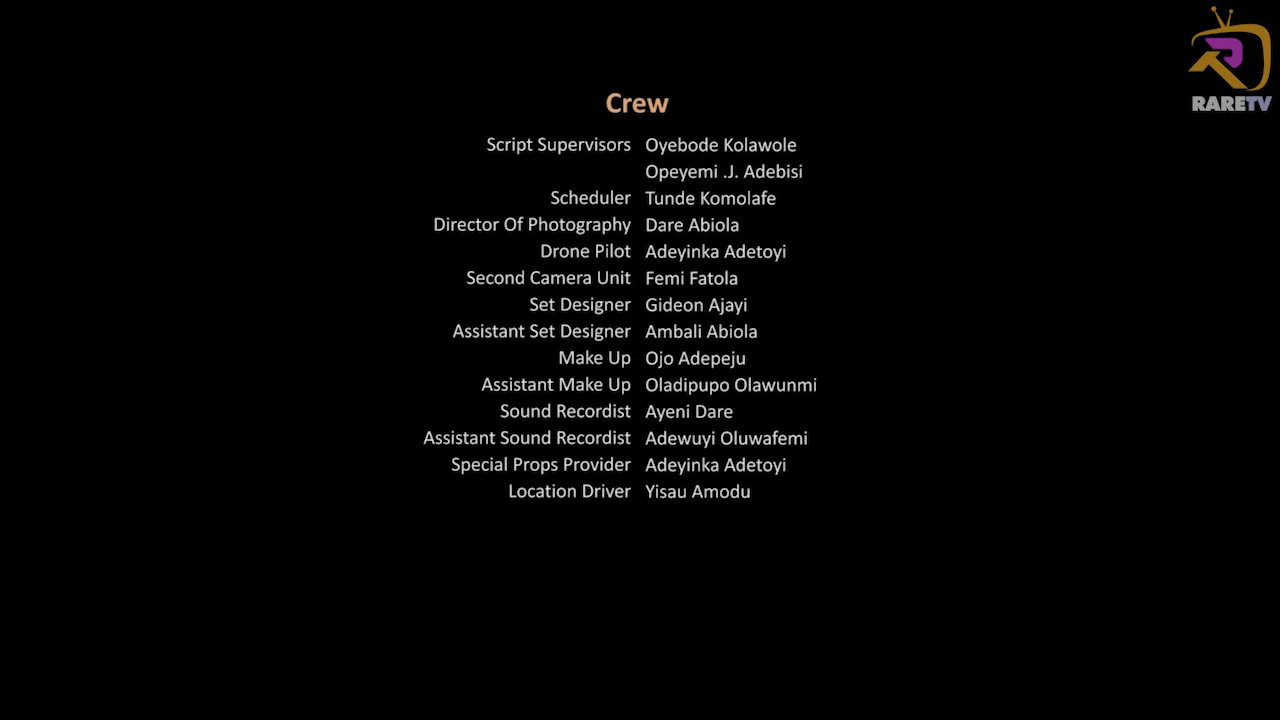 RARETV
Crew
Script Supervisors Oyebode Kolawole
Opeyemi .J. Adebisi
Scheduler Tunde Komolafe
Director Of Photography Dare Abiola
Drone Pilot Adeyinka Adetoyi
Second Camera Unit Femi Fatola
Set Designer Gideon Ajayi
Assistant Set Designer Ambali Abiola
Make Up Ojo Adepeju
Assistant Make Up Oladipupo Olawunmi
Sound Recordist Ayeni Dare
Assistant Sound Recordist Adewuyi Oluwafemi
Special Props Provider Adeyinka Adetoyi
Location Driver Yisau Amodu